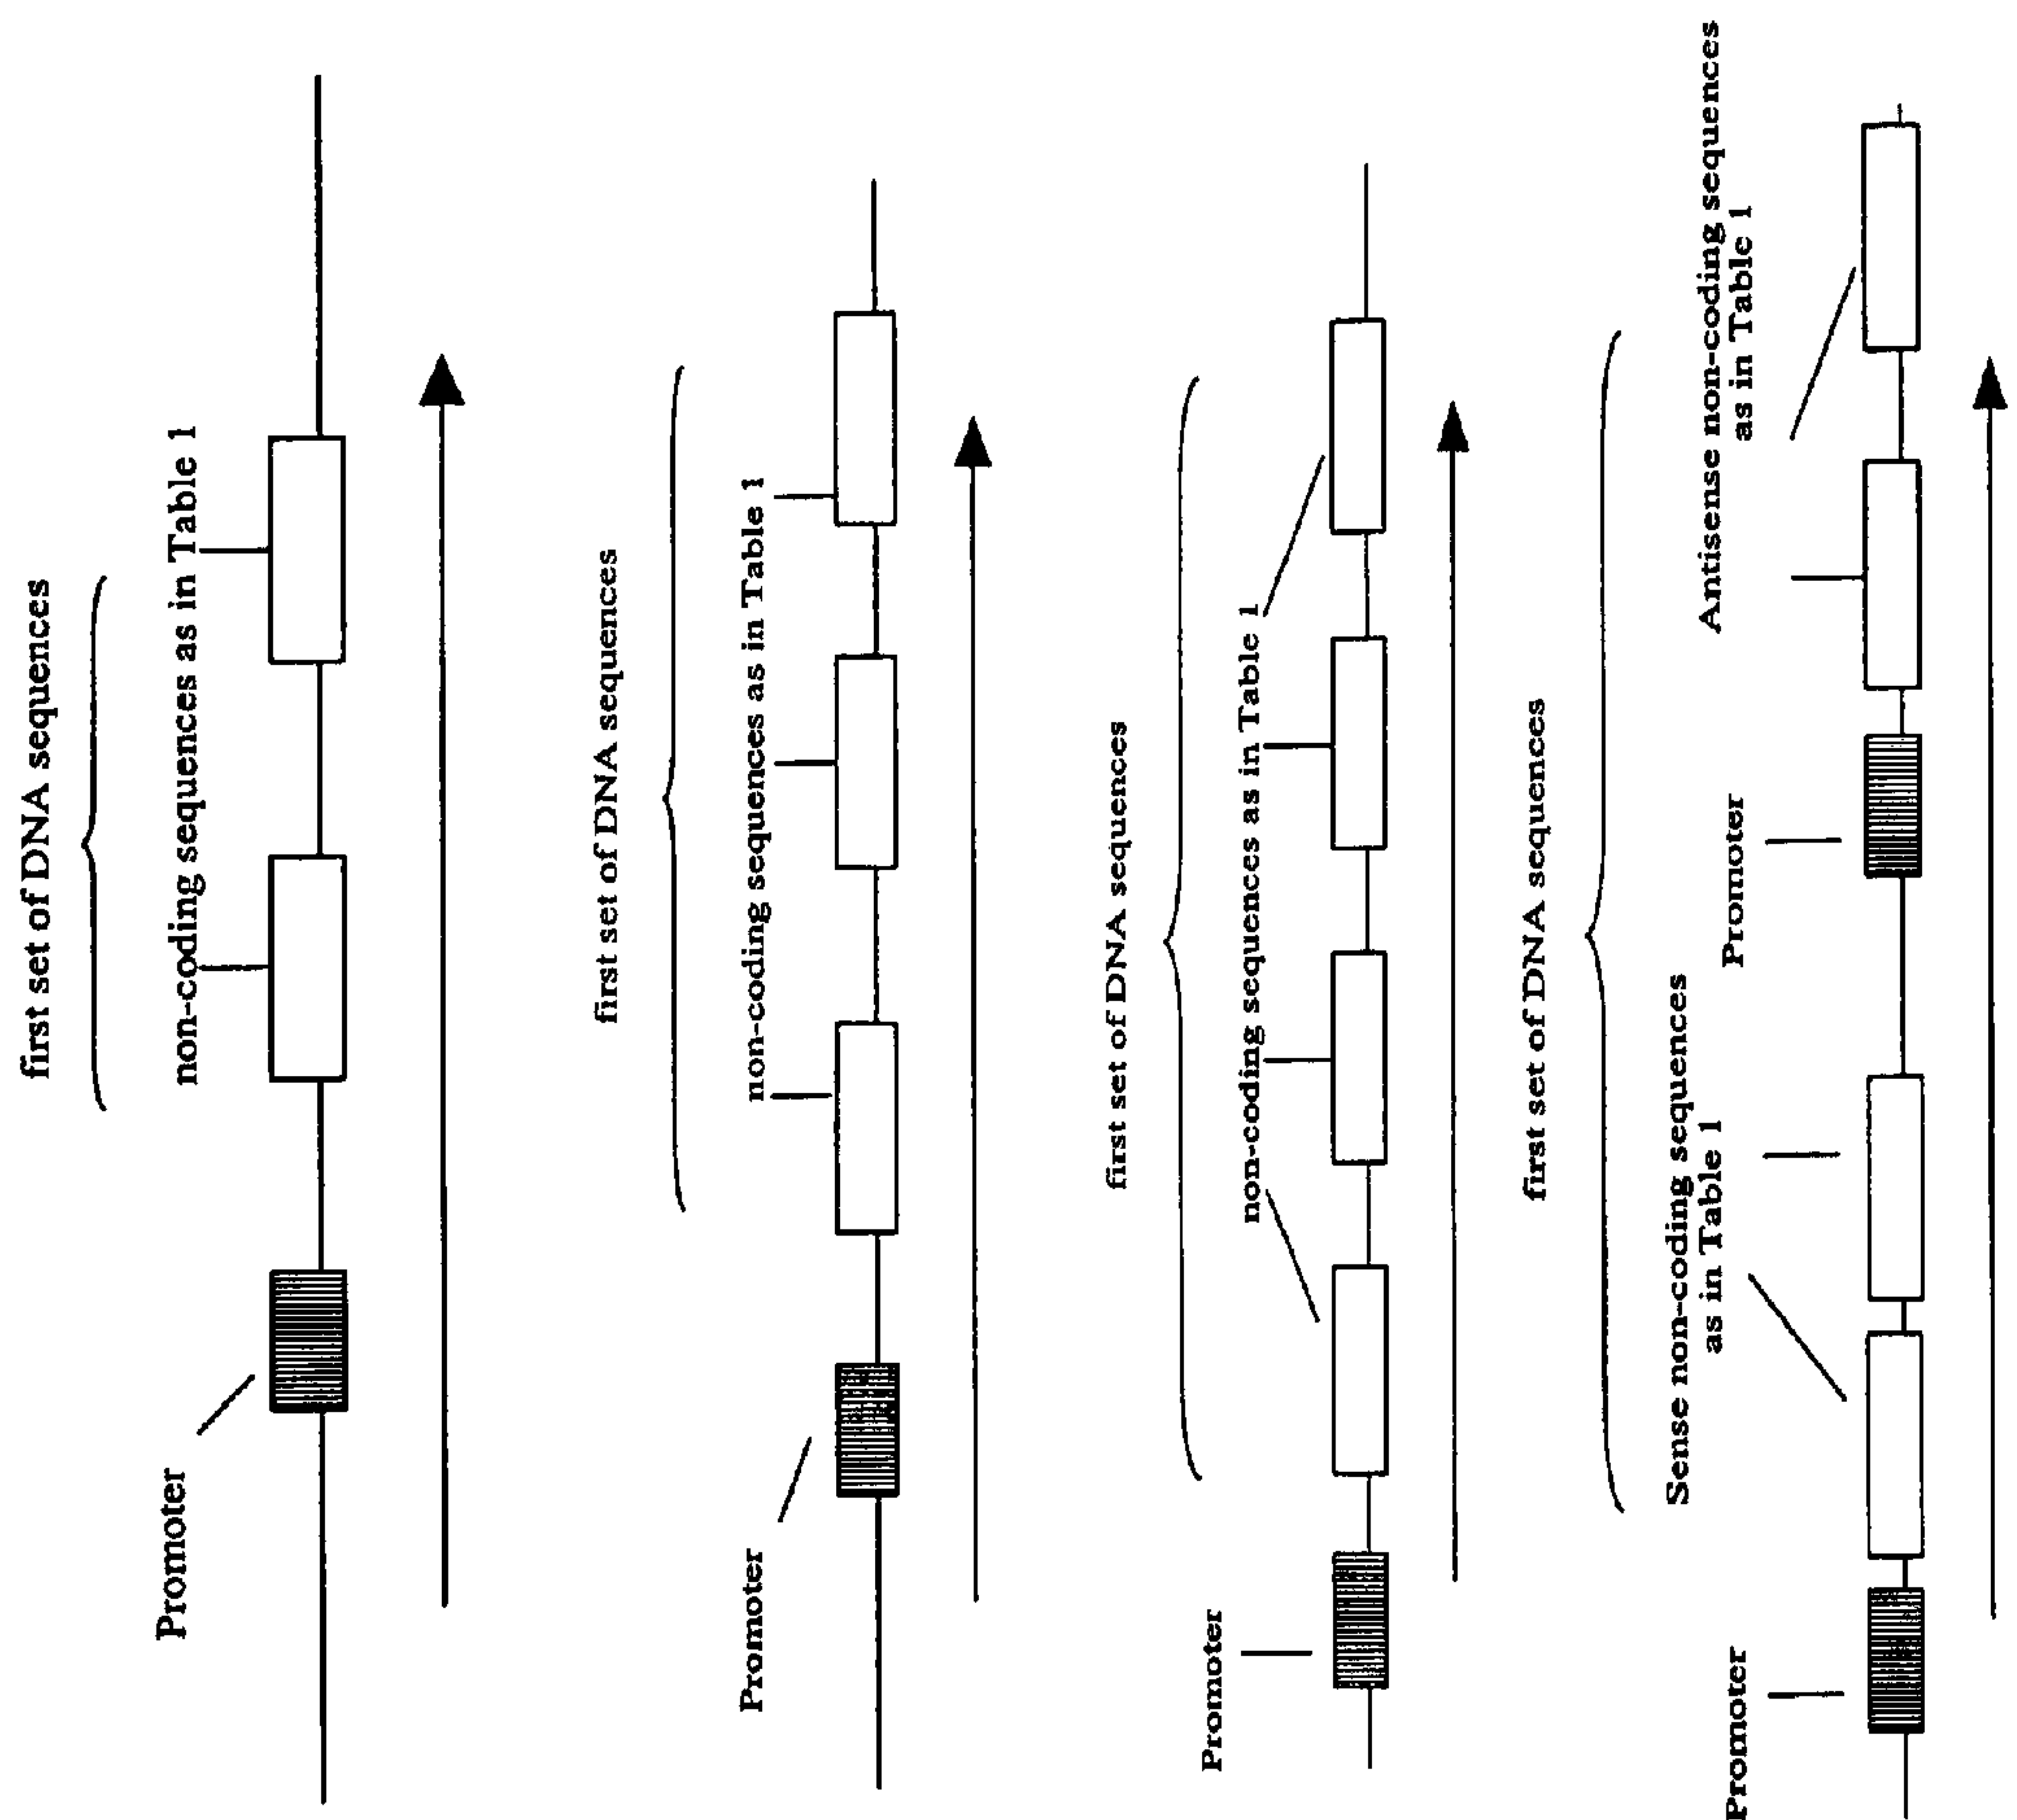 first set of DNA sequences
Promoter
non-coding sequences as in Table 1
first set of DNA sequences
Promoter
non-coding sequences as in Table 1
first set of DNA sequences
Promoter
non-coding sequences as in Table 1
first set of DNA sequences
Promoter
Sense non-coding sequences
as in Table 1
Promoter
Antisense non-coding sequences
as in Table 1